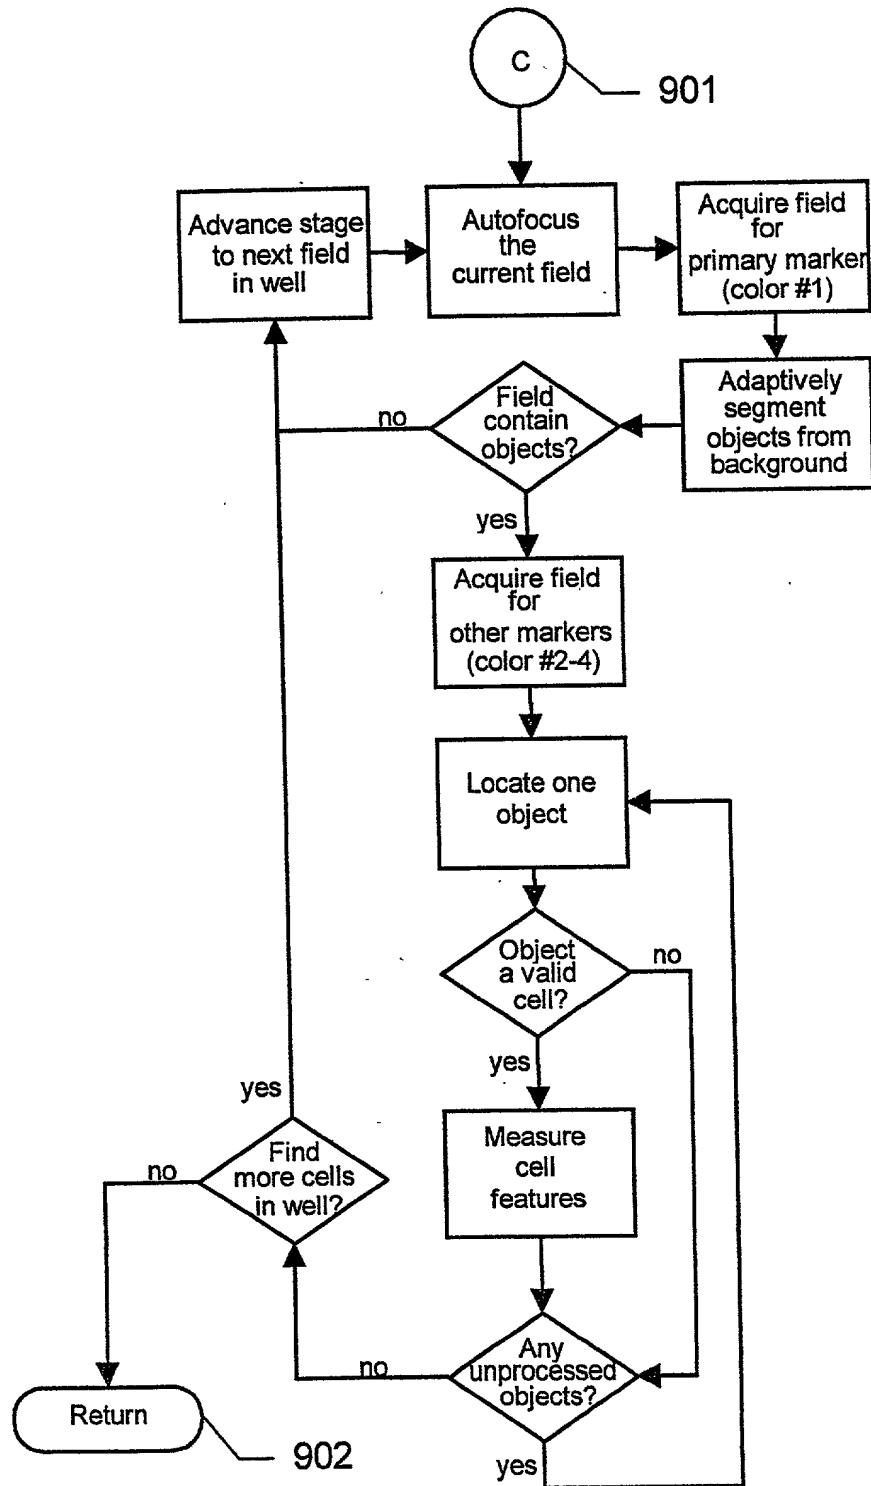 C
901
Advance stage
to next field
in well
Autofocus
the
current field
Acquire field
for
primary marker
(color #1)
Adaptively
segment
objects from
background
Field
contain
objects?
no
yes
Acquire field
for
other markers
(color #2-4)
Locate one
object
Object
a valid
cell?
no
yes
Measure
cell
features
Any
unprocessed
objects?
no
yes
Find
more cells
in well?
yes
no
Return
902